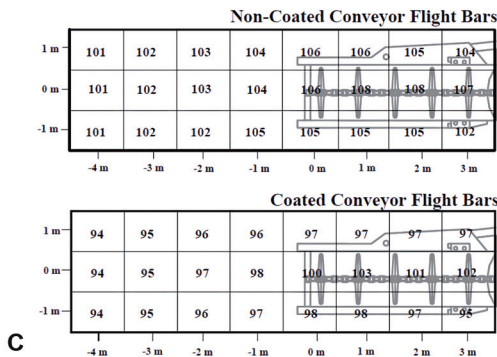 Non-Coated Conveyor Flight Bars
1 m 101 102 103 104 106 106 105 104
0 m 101 102 103 104 106 108 108 107
-1 m 101 102 102 105 105 105 105 102
-4 m -3 m -2 m -1 m 0 m 1 m 2 m 3 m
Coated Conveyor Flight Bars
1 m 94 95 96 96 97 97 97 97
0 m 94 95 97 98 100 103 101 102
-1 m 94 95 96 97 98 98 97 95
C
-4 m -3 m -2 m -1 m 0 m 1 m 2 m 3 m